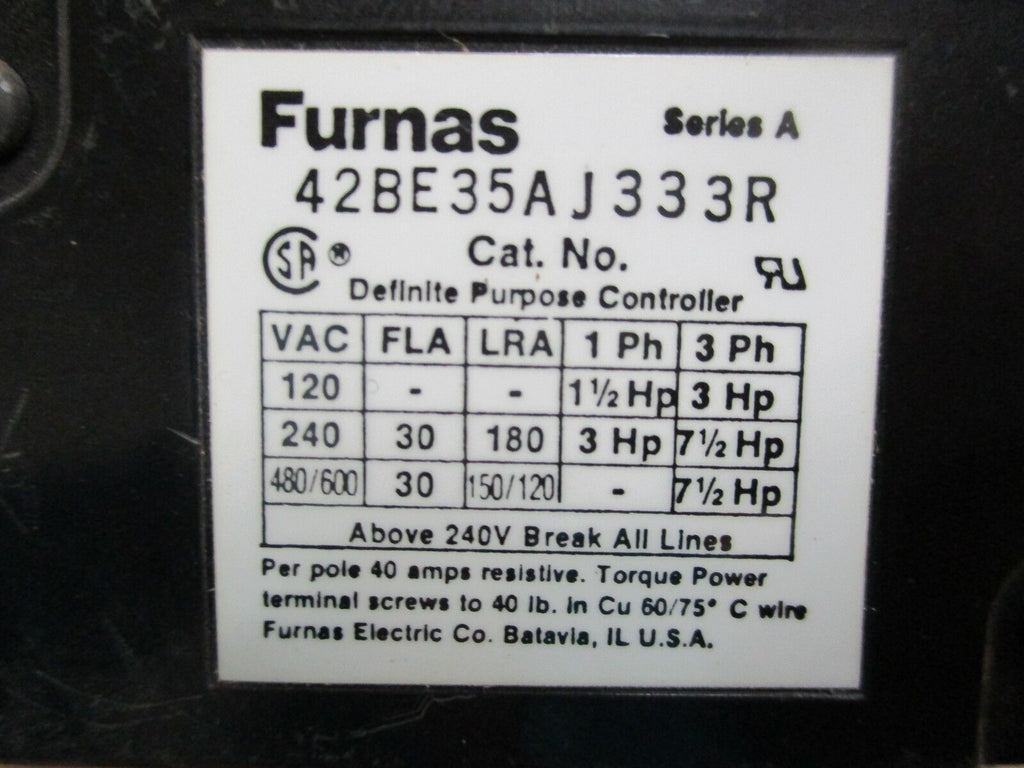 Furnas Series A
42BE35AJ333R
SA ® Cat. No. RU
Definite Purpose Controller
VAC FLA LRA 1 Ph 3 Ph
120 - - 1½ Hp 3 Hp
240 30 180 3 Hp 7½ Hp
480/600 30 150/120 - 7½ Hp
Above 240V Break All Lines
Per pole 40 amps resistive. Torque Power
terminal screws to 40 lb. in Cu 60/75° C wire
Furnas Electric Co. Batavia, IL U.S.A.